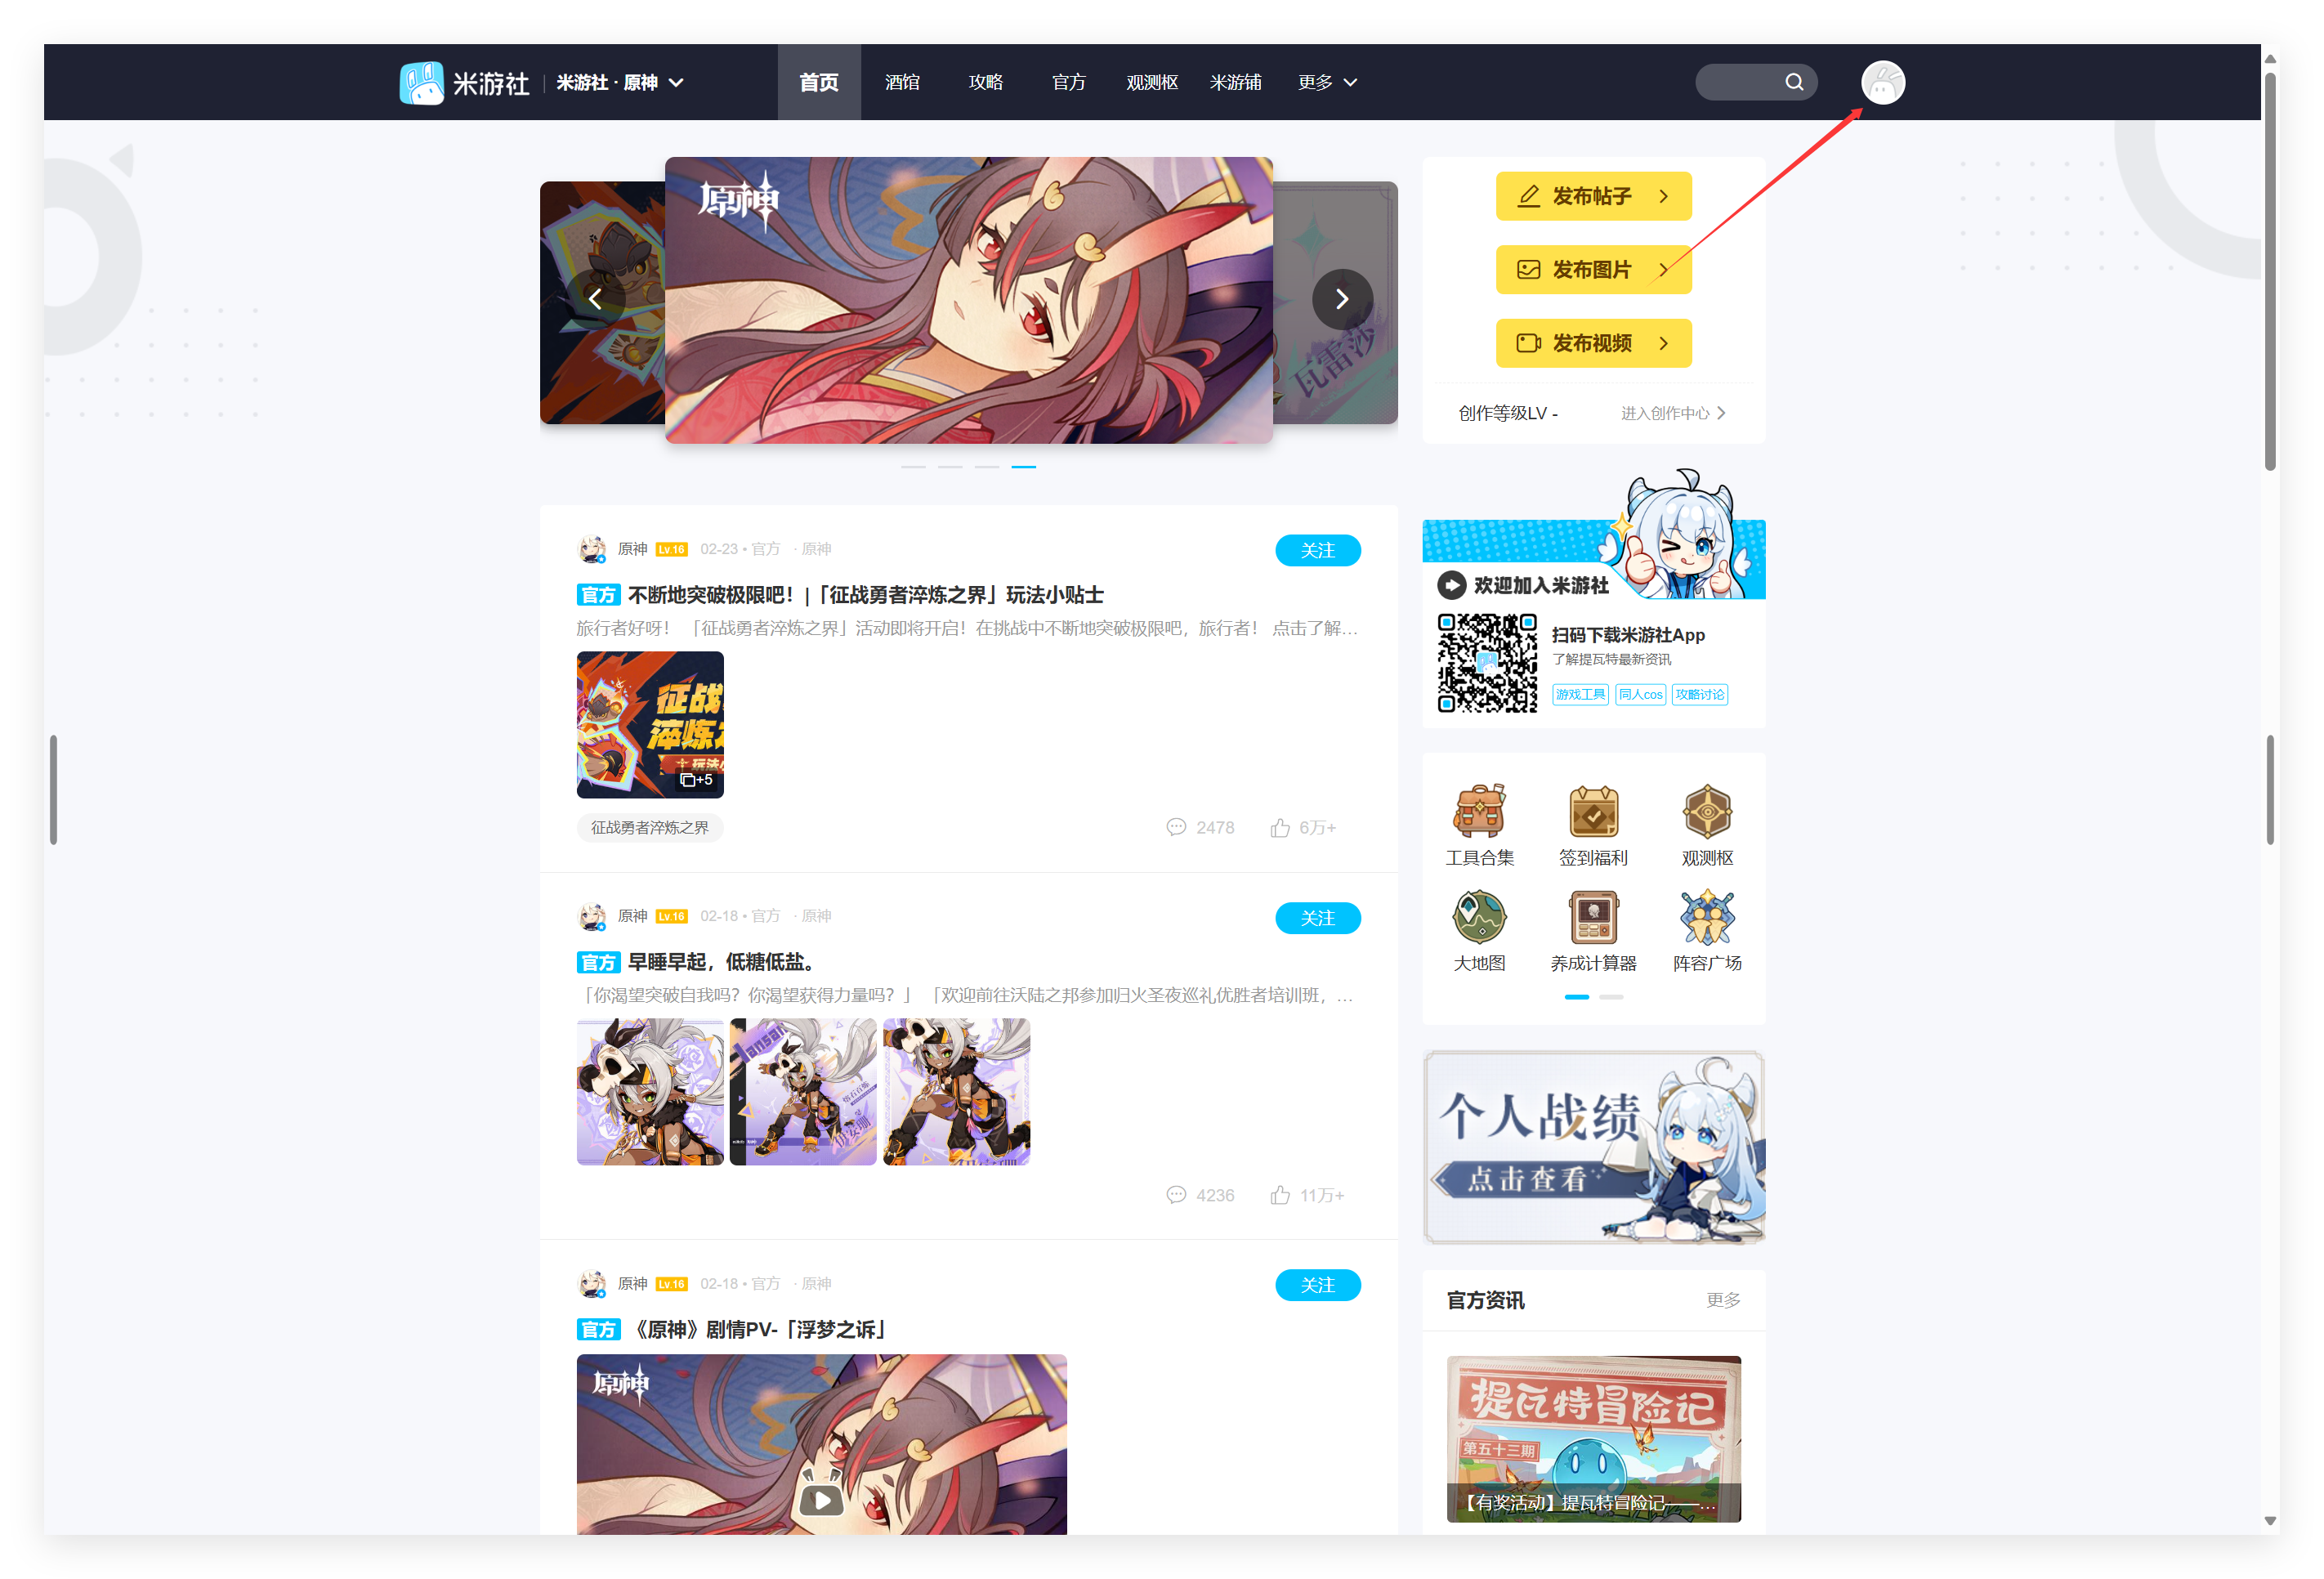 米游社 米游社 · 原神 首页 酒馆 攻略 官方 观测枢 米游铺 更多
原神
瓦雷莎
发布帖子
发布图片
发布视频
创作等级LV - 进入创作中心
原神 Lv.16 02-23 • 官方 · 原神 关注
官方 不断地突破极限吧！|「征战勇者淬炼之界」玩法小贴士
旅行者好呀！ 「征战勇者淬炼之界」活动即将开启！在挑战中不断地突破极限吧，旅行者！ 点击了解…
征战
淬炼
玩法小
+5
征战勇者淬炼之界
2478 6万+
原神 Lv.16 02-18 • 官方 · 原神 关注
官方 早睡早起，低糖低盐。
「你渴望突破自我吗？你渴望获得力量吗？」 「欢迎前往沃陆之邦参加归火圣夜巡礼优胜者培训班，…
4236 11万+
原神 Lv.16 02-18 • 官方 · 原神 关注
官方 《原神》剧情PV-「浮梦之诉」
原神
欢迎加入米游社
扫码下载米游社App
了解提瓦特最新资讯
游戏工具 同人cos 攻略讨论
工具合集 签到福利 观测枢
大地图 养成计算器 阵容广场
个人战绩
点击查看
官方资讯 更多
提瓦特冒险记
第五十三期
【有奖活动】提瓦特冒险记——…